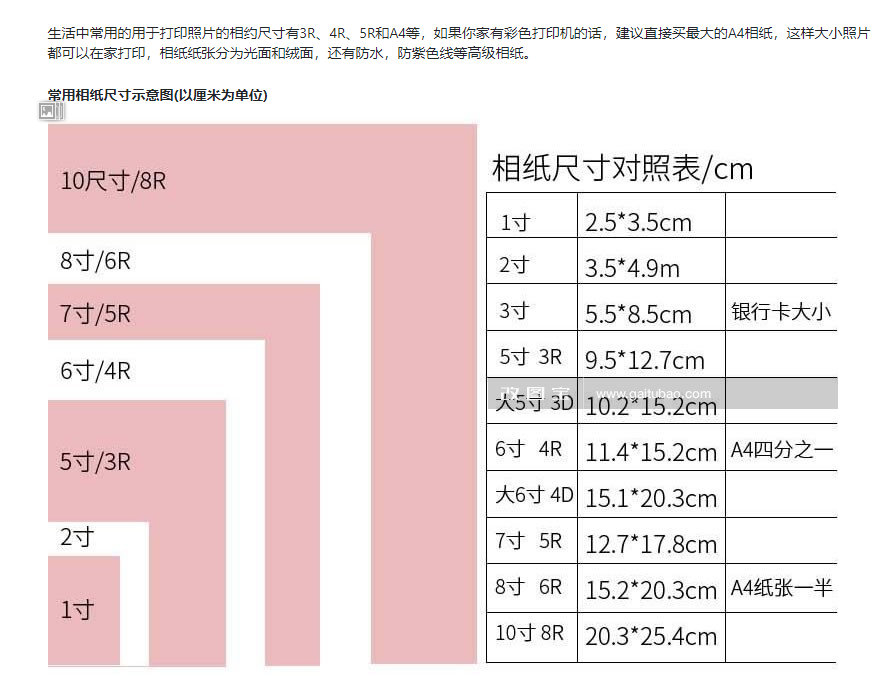 生活中常用的用于打印照片的相约尺寸有3R、4R、5R和A4等，如果你家有彩色打印机的话，建议直接买最大的A4相纸，这样大小照片
都可以在家打印，相纸纸张分为光面和绒面，还有防水，防紫色线等高级相纸。
常用相纸尺寸示意图(以厘米为单位)
10尺寸/8R
8寸/6R
7寸/5R
6寸/4R
5寸/3R
2寸
1寸
相纸尺寸对照表/cm
1寸 2.5*3.5cm
2寸 3.5*4.9m
3寸 5.5*8.5cm 银行卡大小
5寸 3R 9.5*12.7cm
改图宝 www.gaitubao.com
大5寸 3D 10.2*15.2cm
6寸 4R 11.4*15.2cm A4四分之一
大6寸 4D 15.1*20.3cm
7寸 5R 12.7*17.8cm
8寸 6R 15.2*20.3cm A4纸张一半
10寸 8R 20.3*25.4cm